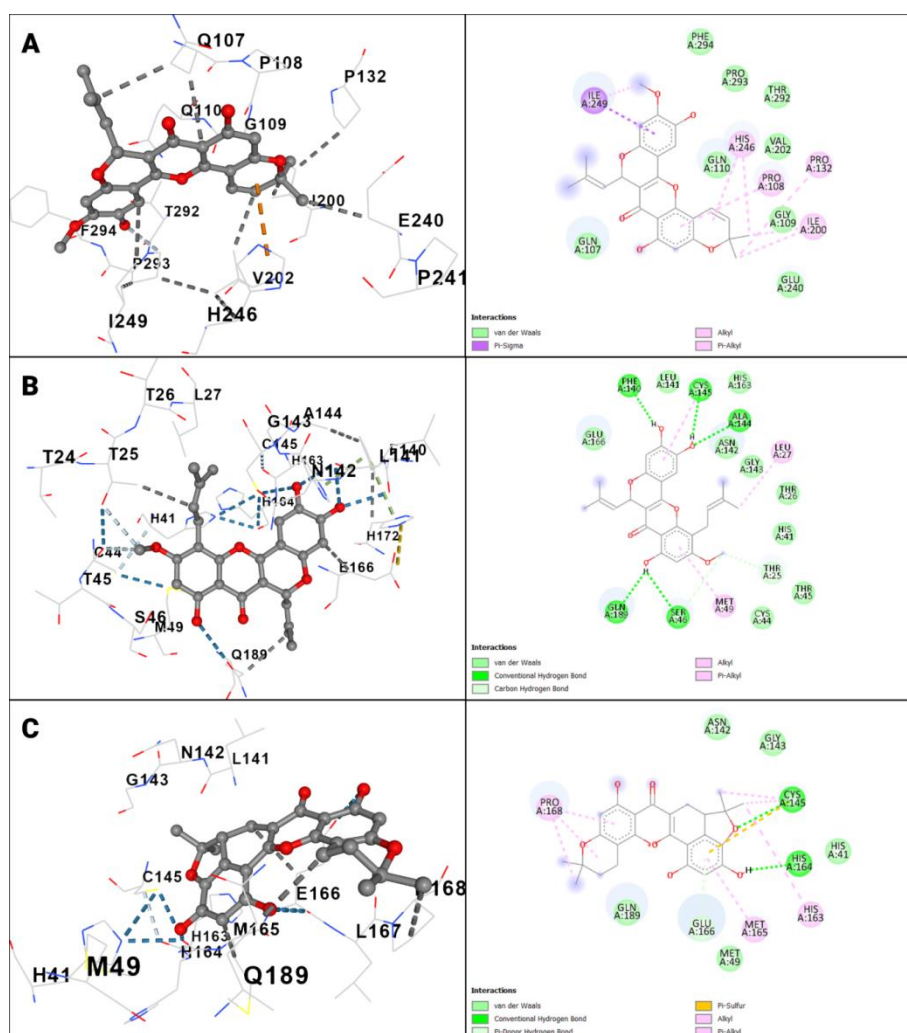 A
Q107
P108
P132
Q110
G109
T292
I200
E240
F294
P293
V202
P241
I249
H246
PHE
A:294
PRO
A:293
THR
A:292
ILE
A:249
HIS
A:246
VAL
A:202
GLN
A:110
PRO
A:132
PRO
A:108
GLY
A:109
ILE
A:200
GLN
A:107
GLU
A:240
Interactions
van der Waals
Pi-Sigma
Alkyl
Pi-Alkyl
B
T26
L27
A144
G143
C145
F140
T24
T25
H163
L141
N142
H164
H41
H172
C44
T45
E166
S46
M49
Q189
PHE
A:140
LEU
A:141
CYS
A:145
HIS
A:163
ALA
A:144
GLU
A:166
ASN
A:142
LEU
A:27
GLY
A:143
THR
A:26
HIS
A:41
THR
A:25
THR
A:45
MET
A:49
GLN
A:189
SER
A:46
CYS
A:44
H
H
H
Interactions
van der Waals
Conventional Hydrogen Bond
Carbon Hydrogen Bond
Alkyl
Pi-Alkyl
C
N142
L141
G143
C145
E166
168
M165
H163
L167
H164
M49
H41
Q189
ASN
A:142
GLY
A:143
CYS
A:145
PRO
A:168
HIS
A:41
HIS
A:164
H
GLN
A:189
GLU
A:166
MET
A:165
HIS
A:163
MET
A:49
Interactions
van der Waals
Conventional Hydrogen Bond
Pi-Donor Hydrogen Bond
Pi-Sulfur
Alkyl
Pi-Alkyl